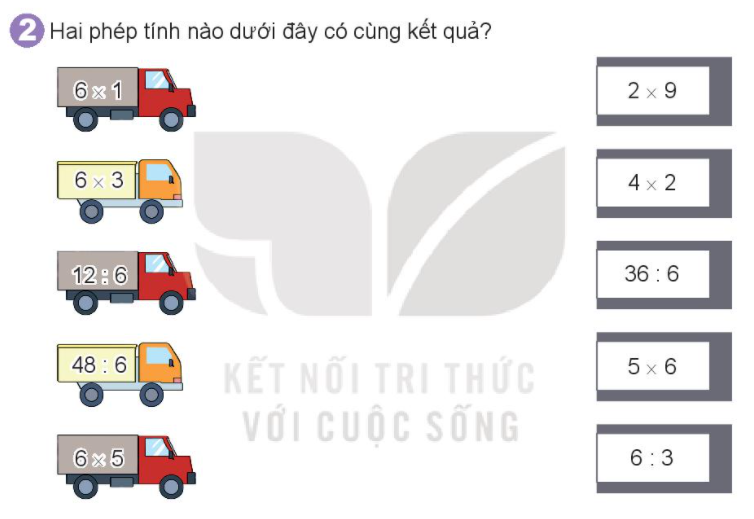 2 Hai phép tính nào dưới đây có cùng kết quả?
6 × 1
2 × 9
6 × 3
4 × 2
12 : 6
36 : 6
48 : 6
5 × 6
6 × 5
6 : 3
KẾT NỐI TRI THỨC
VỚI CUỘC SỐNG